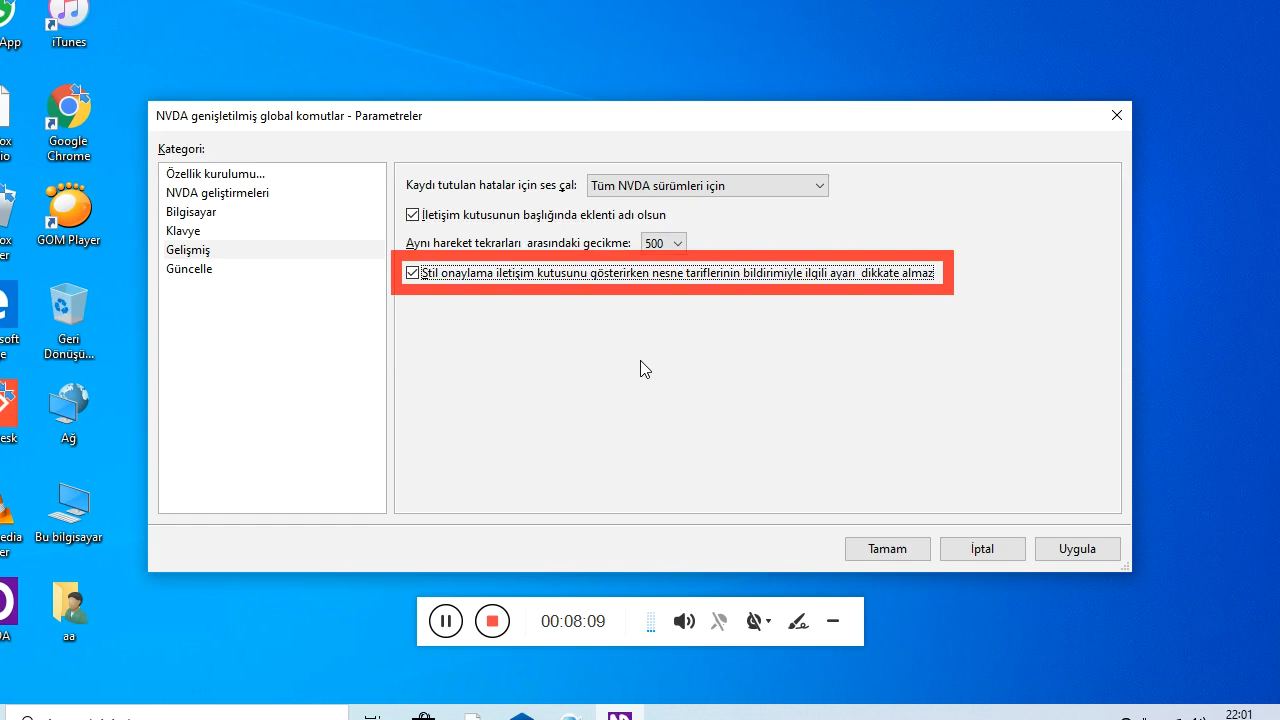 App
iTunes
Google
Chrome
GOM Player
Geri
Dönüşü...
Ağ
Bu bilgisayar
aa
NVDA genişletilmiş global komutlar - Parametreler
Kategori:
Özellik kurulumu...
NVDA geliştirmeleri
Bilgisayar
Klavye
Gelişmiş
Güncelle
Kaydı tutulan hatalar için ses çal:
Tüm NVDA sürümleri için
İletişim kutusunun başlığında eklenti adı olsun
Aynı hareket tekrarları  arasındaki gecikme:
500
Stil onaylama iletişim kutusunu gösterirken nesne tariflerinin bildirimiyle ilgili ayarı  dikkate almaz
Tamam
İptal
Uygula
00:08:09
22:01